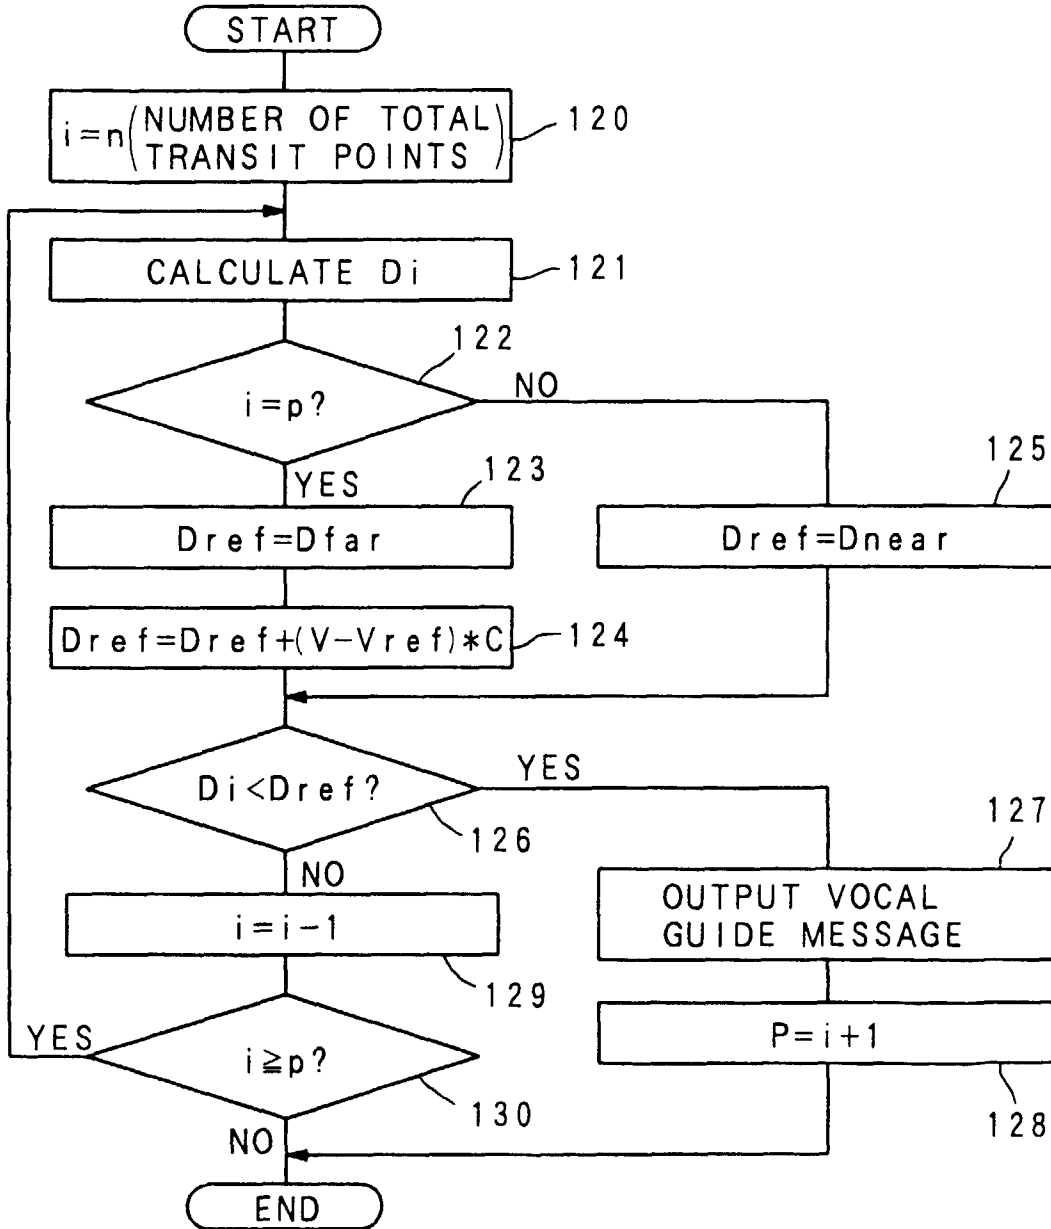 START
i=n(NUMBER OF TOTAL
TRANSIT POINTS)
120
CALCULATE Di
121
122
i=p?
NO
YES
123
125
Dref=Dfar
Dref=Dnear
Dref=Dref+(V-Vref)*C
124
Di<Dref?
YES
126
127
NO
OUTPUT VOCAL
GUIDE MESSAGE
i=i-1
129
YES
i≧p?
P=i+1
130
128
NO
END